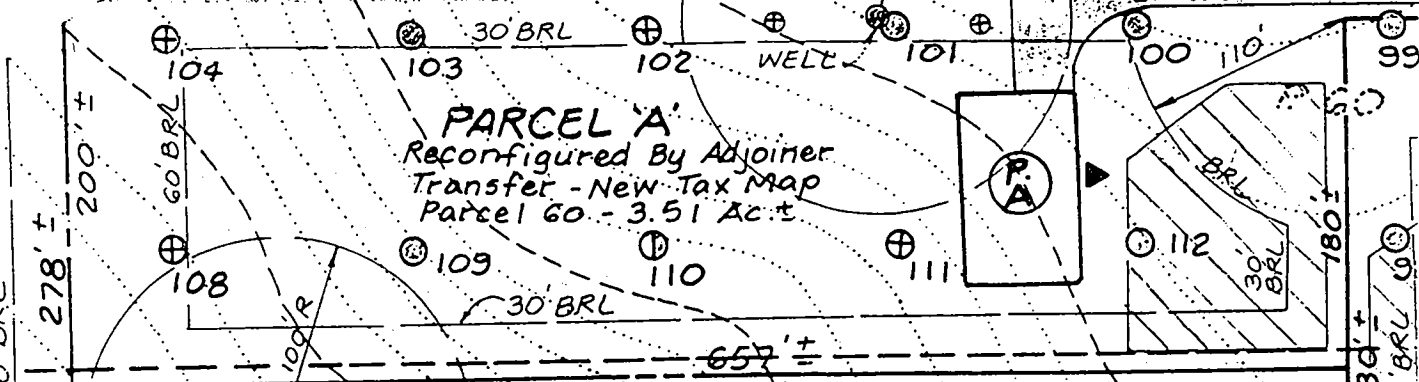 30' BRL
104
103
102
WELL
101
100
110'
99
PARCEL 'A'
Reconfigured By Adjoiner
Transfer - New Tax Map
Parcel 60 - 3.51 Ac ±
200' ±
60' BRL
278' ±
P.
A
BRL
180' ±
108
109
110
111
112
30'
BRL
30' BRL
100' R
657' ±
BRL
BRL